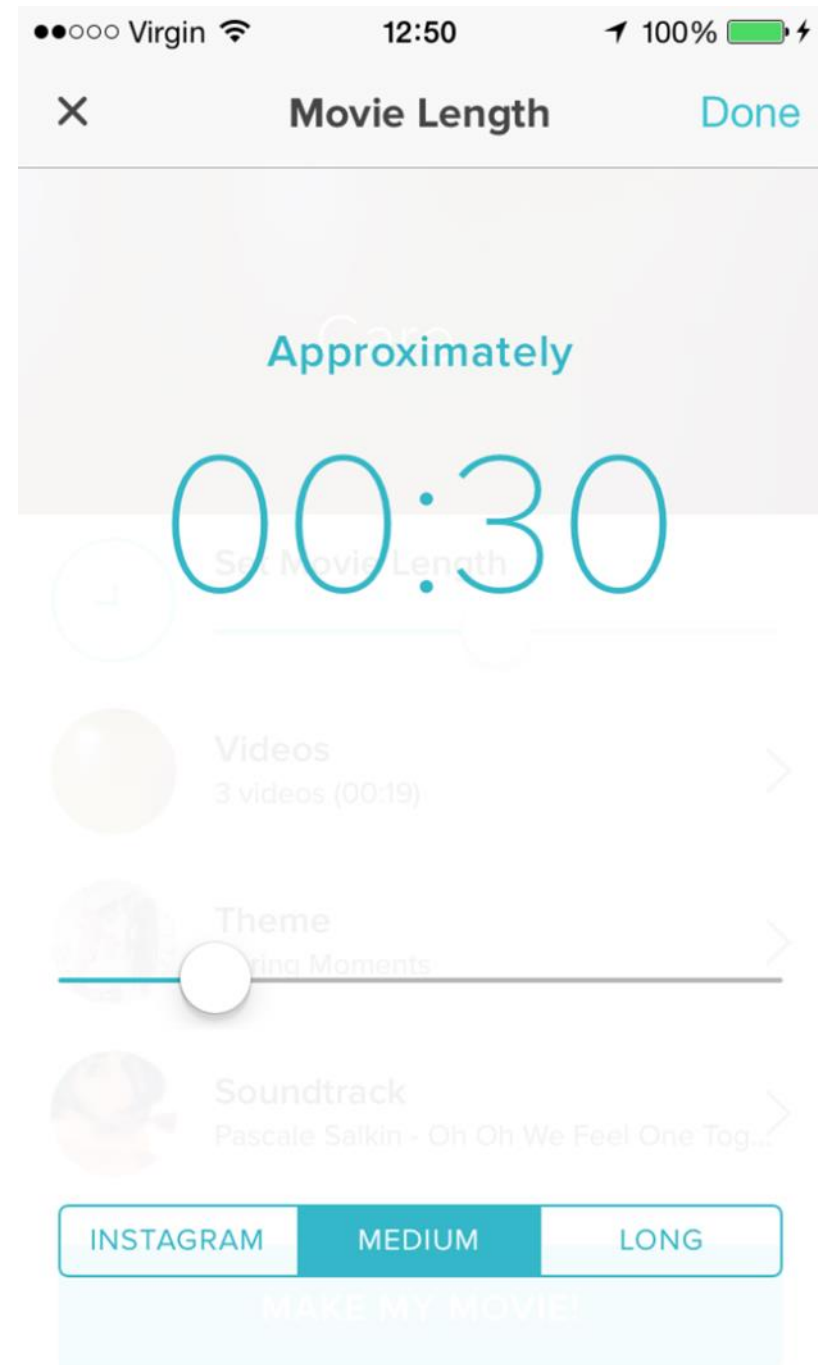 Virgin 12:50 100%
Movie Length Done
Approximately
00:30
Set Movie Length
Videos
3 videos (00:19)
Theme
Moments
Soundtrack
Pascale Salkin - Oh Oh We Feel One Tog...
INSTAGRAM MEDIUM LONG
MAKE MY MOVIE!